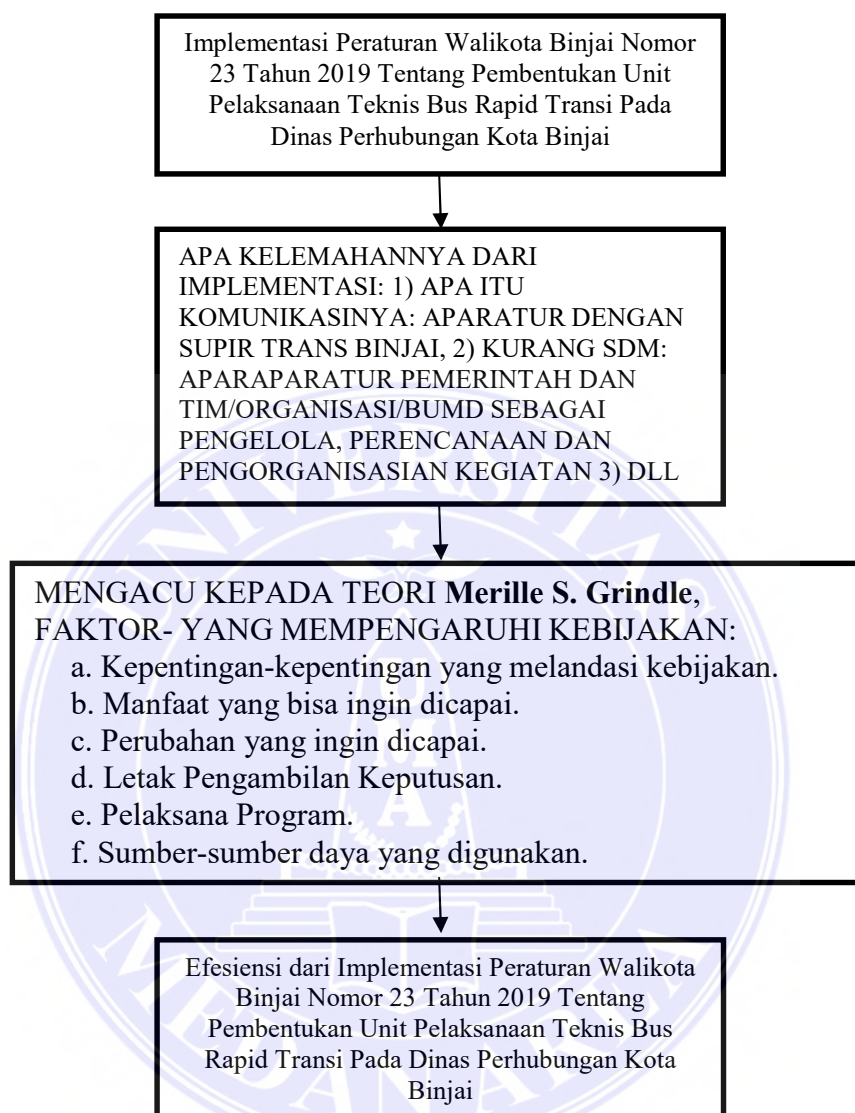 Implementasi Peraturan Walikota Binjai Nomor
23 Tahun 2019 Tentang Pembentukan Unit
Pelaksanaan Teknis Bus Rapid Transi Pada
Dinas Perhubungan Kota Binjai
APA KELEMAHANNYA DARI
IMPLEMENTASI: 1) APA ITU
KOMUNIKASINYA: APARATUR DENGAN
SUPIR TRANS BINJAI, 2) KURANG SDM:
APARAPARATUR PEMERINTAH DAN
TIM/ORGANISASI/BUMD SEBAGAI
PENGELOLA, PERENCANAAN DAN
PENGORGANISASIAN KEGIATAN 3) DLL
MENGACU KEPADA TEORI Merille S. Grindle,
FAKTOR- YANG MEMPENGARUHI KEBIJAKAN:
a. Kepentingan-kepentingan yang melandasi kebijakan.
b. Manfaat yang bisa ingin dicapai.
c. Perubahan yang ingin dicapai.
d. Letak Pengambilan Keputusan.
e. Pelaksana Program.
f. Sumber-sumber daya yang digunakan.
Efesiensi dari Implementasi Peraturan Walikota
Binjai Nomor 23 Tahun 2019 Tentang
Pembentukan Unit Pelaksanaan Teknis Bus
Rapid Transi Pada Dinas Perhubungan Kota
Binjai
UNIVERSITAS
UMA
MEDAN AREA